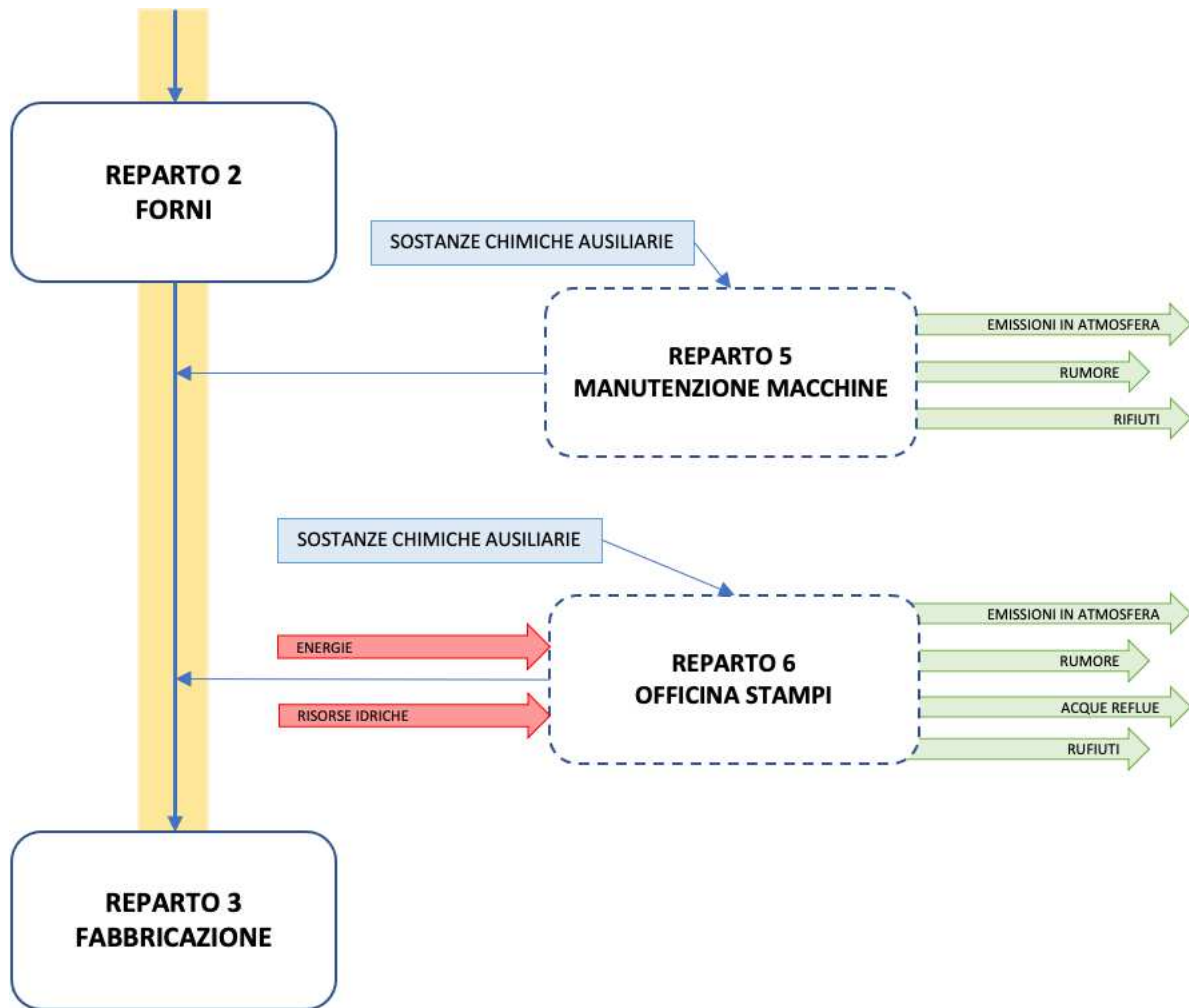 REPARTO 2
FORNI
SOSTANZE CHIMICHE AUSILIARIE
REPARTO 5
MANUTENZIONE MACCHINE
EMISSIONI IN ATMOSFERA
RUMORE
RIFIUTI
SOSTANZE CHIMICHE AUSILIARIE
ENERGIE
RISORSE IDRICHE
REPARTO 6
OFFICINA STAMPI
EMISSIONI IN ATMOSFERA
RUMORE
ACQUE REFLUE
RUFIUTI
REPARTO 3
FABBRICAZIONE